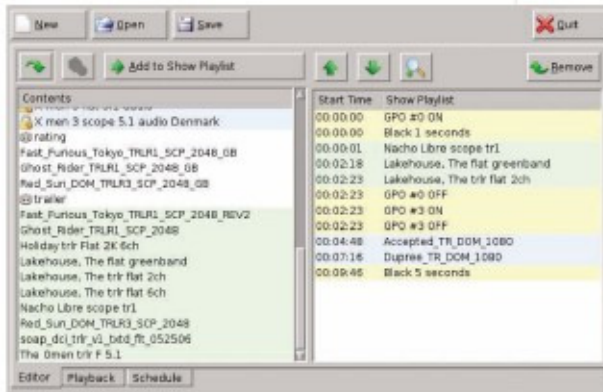 New
Open
Save
Quit
Add to Show Playlist
Remove
Contents
X men 3 scope 5.1 audio Denmark
rating
Fast_Furious_Tokyo_TRLR1_SCP_2048_GB
Ghost_Rider_TRLR1_SCP_2048_GB
Red_Sun_DOM_TRLR3_SCP_2048_GB
trailer
Fast_Furious_Tokyo_TRLR1_SCP_2048_REV2
Ghost_Rider_TRLR1_SCP_2048
Holiday trlr Flat 2K 6ch
Lakehouse, The flat greenband
Lakehouse, The trlr flat 2ch
Lakehouse, The trlr flat 6ch
Nacho Libre scope tr1
Red_Sun_DOM_TRLR3_SCP_2048
soap_dci_trlr_v1_txtd_flt_052506
The Omen trlr F 5.1
Start Time Show Playlist
00:00:00 GPO #0 ON
00:00:00 Black 1 seconds
00:00:01 Nacho Libre scope tr1
00:02:18 Lakehouse, The flat greenband
00:02:23 Lakehouse, The trlr flat 2ch
00:02:23 GPO #0 OFF
00:02:23 GPO #3 ON
00:02:23 GPO #3 OFF
00:04:48 Accepted_TR_DOM_1080
00:07:16 Dupree_TR_DOM_1080
00:09:46 Black 5 seconds
Editor Playback Schedule